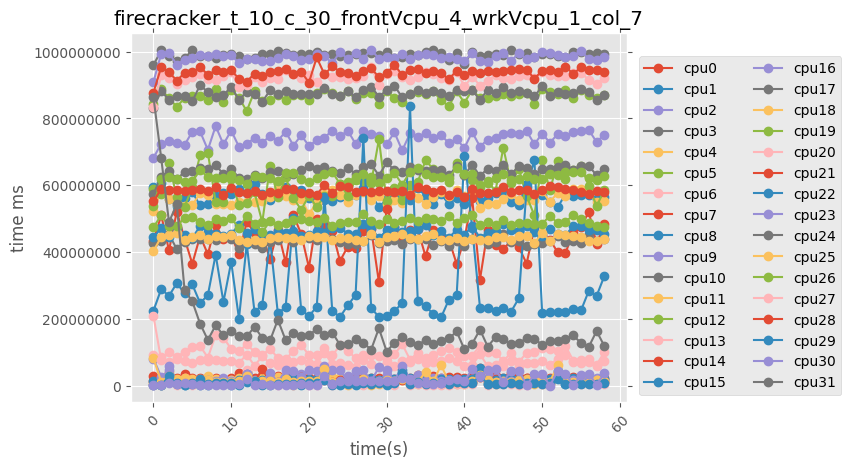 firecracker_t_10_c_30_frontVcpu_4_wrkVcpu_1_col_7
1000000000
800000000
600000000
400000000
200000000
0
time ms
0 10 20 30 40 50 60
time(s)
cpu0 cpu16
cpu1 cpu17
cpu2 cpu18
cpu3 cpu19
cpu4 cpu20
cpu5 cpu21
cpu6 cpu22
cpu7 cpu23
cpu8 cpu24
cpu9 cpu25
cpu10 cpu26
cpu11 cpu27
cpu12 cpu28
cpu13 cpu29
cpu14 cpu30
cpu15 cpu31